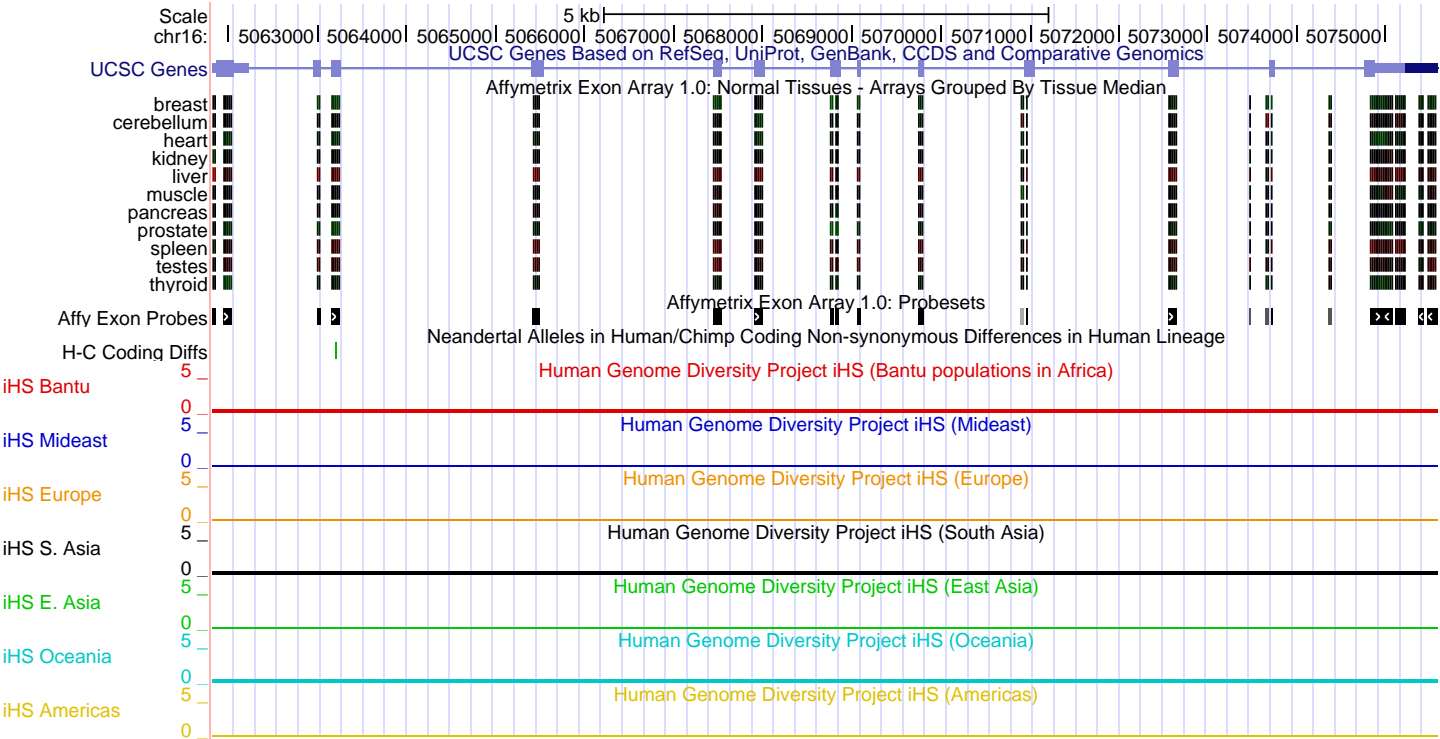 Scale 5 kb
chr16: 5063000 5064000 5065000 5066000 5067000 5068000 5069000 5070000 5071000 5072000 5073000 5074000 5075000
UCSC Genes Based on RefSeq, UniProt, GenBank, CCDS and Comparative Genomics
UCSC Genes
Affymetrix Exon Array 1.0: Normal Tissues - Arrays Grouped By Tissue Median
breast
cerebellum
heart
kidney
liver
muscle
pancreas
prostate
spleen
testes
thyroid
Affymetrix Exon Array 1.0: Probesets
Affy Exon Probes
Neandertal Alleles in Human/Chimp Coding Non-synonymous Differences in Human Lineage
H-C Coding Diffs
5 _ Human Genome Diversity Project iHS (Bantu populations in Africa)
iHS Bantu
0 _
5 _ Human Genome Diversity Project iHS (Mideast)
iHS Mideast
0 _
5 _ Human Genome Diversity Project iHS (Europe)
iHS Europe
0 _
5 _ Human Genome Diversity Project iHS (South Asia)
iHS S. Asia
0 _
5 _ Human Genome Diversity Project iHS (East Asia)
iHS E. Asia
0 _
5 _ Human Genome Diversity Project iHS (Oceania)
iHS Oceania
0 _
5 _ Human Genome Diversity Project iHS (Americas)
iHS Americas
0 _